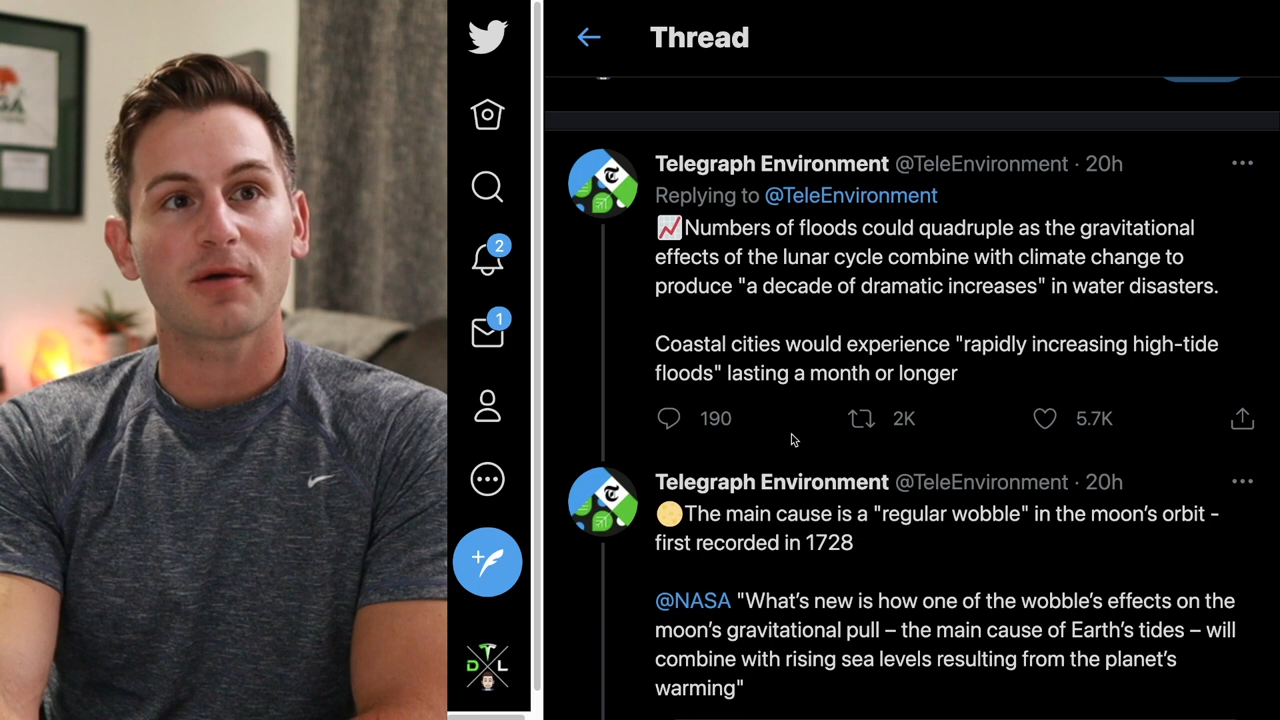 GA
2
1
D L
Thread
Telegraph Environment @TeleEnvironment · 20h
Replying to @TeleEnvironment
📈Numbers of floods could quadruple as the gravitational
effects of the lunar cycle combine with climate change to
produce "a decade of dramatic increases" in water disasters.
Coastal cities would experience "rapidly increasing high-tide
floods" lasting a month or longer
190 2K 5.7K
Telegraph Environment @TeleEnvironment · 20h
🌕The main cause is a "regular wobble" in the moon’s orbit -
first recorded in 1728
@NASA "What’s new is how one of the wobble’s effects on the
moon’s gravitational pull – the main cause of Earth’s tides – will
combine with rising sea levels resulting from the planet’s
warming"